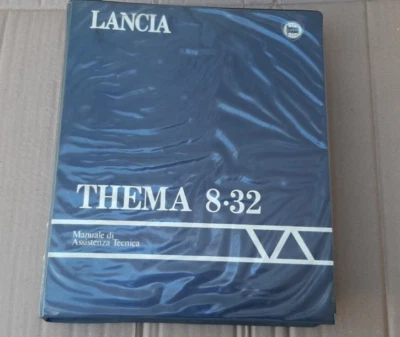 LANCIA
THEMA 8·32
Manuale di
Assistenza Tecnica